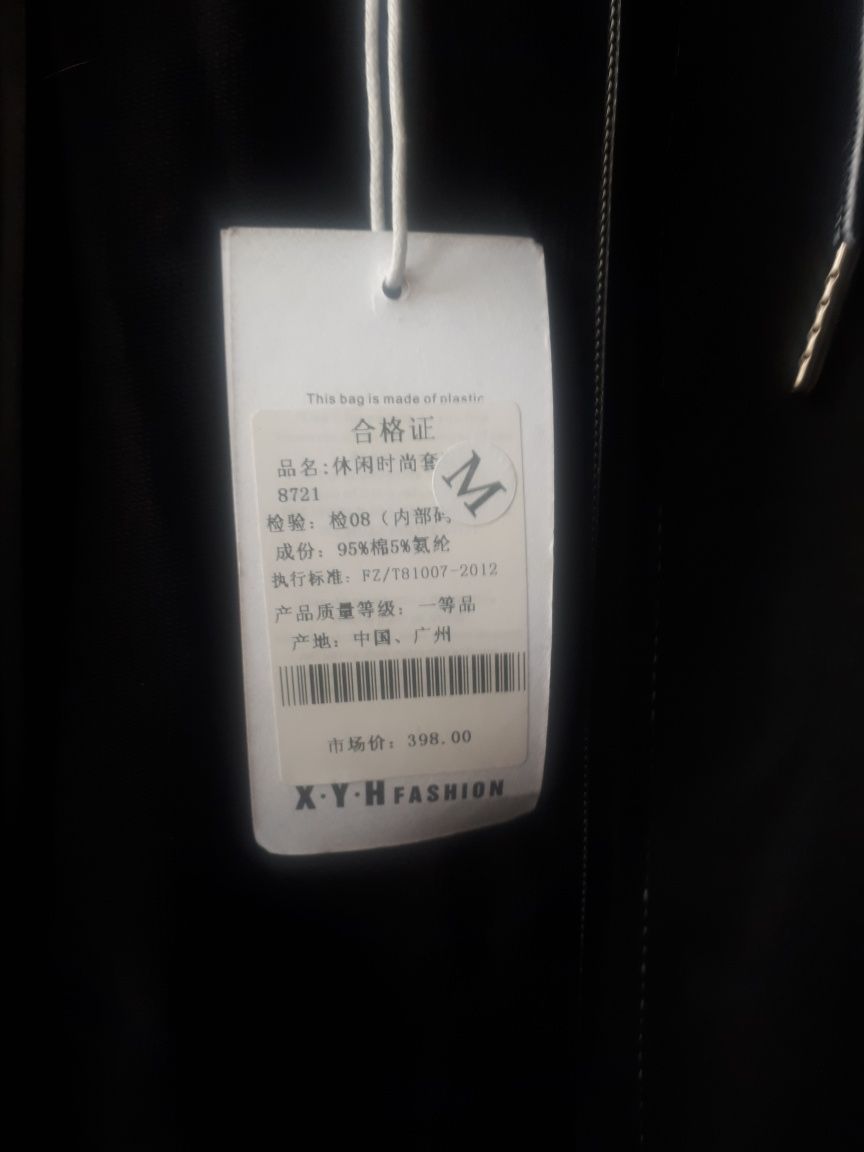 This bag is made of plastic
合格证
品名:休闲时尚套
8721
M
检验: 检08（内部码
成份: 95%棉5%氨纶
执行标准: FZ/T81007-2012
产品质量等级: 一等品
产地: 中国、广州
市场价: 398.00
X·Y·H FASHION